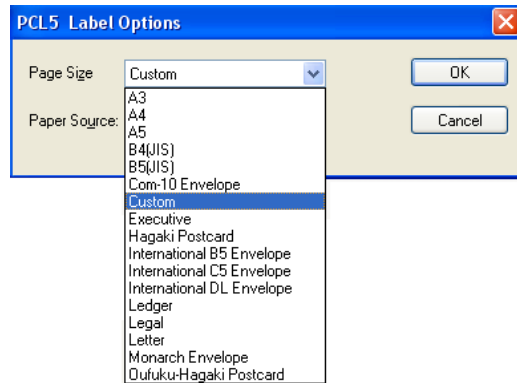 PCL5 Label Options
Page Size
Custom
OK
Paper Source:
Cancel
A3
A4
A5
B4(JIS)
B5(JIS)
Com-10 Envelope
Custom
Executive
Hagaki Postcard
International B5 Envelope
International C5 Envelope
International DL Envelope
Ledger
Legal
Letter
Monarch Envelope
Oufuku-Hagaki Postcard